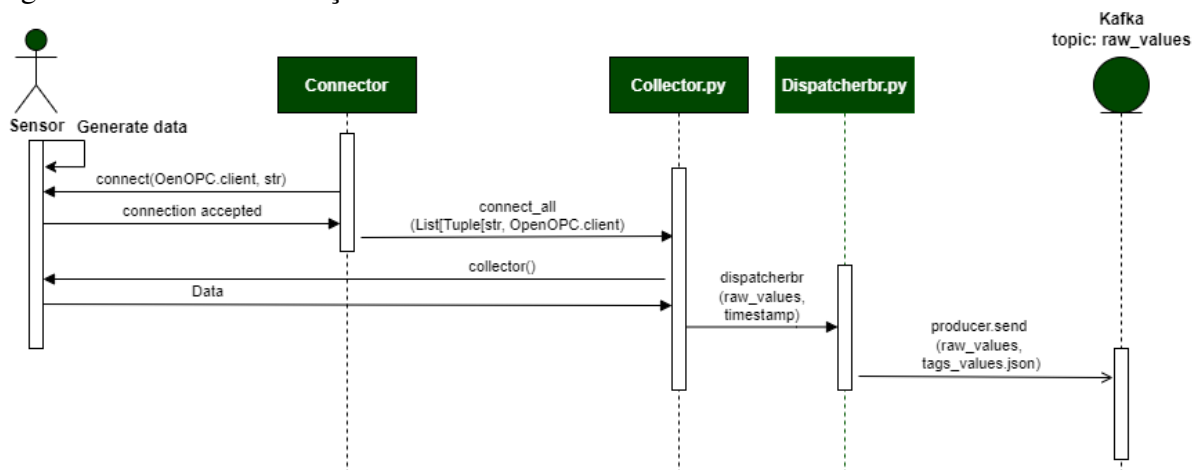 Kafka
topic: raw_values
Connector
Collector.py
Dispatcherbr.py
Sensor
Generate data
connect(OenOPC.client, str)
connection accepted
connect_all
(List[Tuple[str, OpenOPC.client)
collector()
Data
dispatcherbr
(raw_values,
timestamp)
producer.send
(raw_values,
tags_values.json)